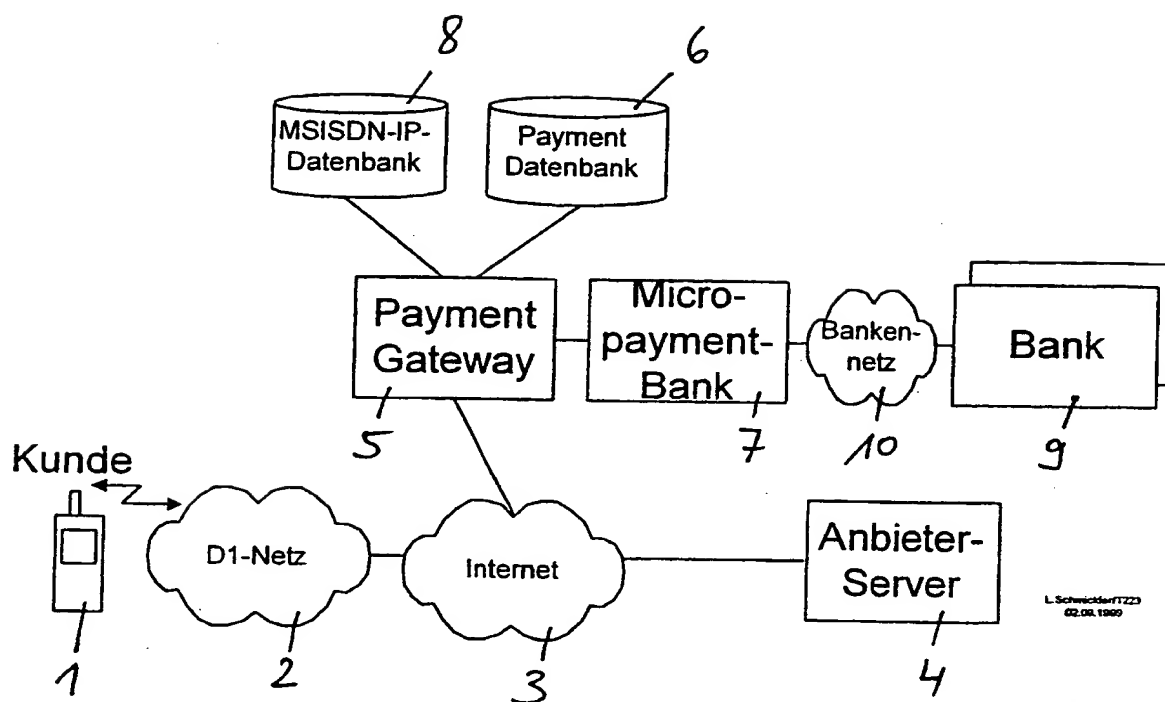 8
6
MSISDN-IP-
Datenbank
Payment
Datenbank
Payment
Gateway
Micro-
payment-
Bank
Banken-
netz
Bank
5
7
10
9
Kunde
D1-Netz
Internet
Anbieter-
Server
1
2
3
4